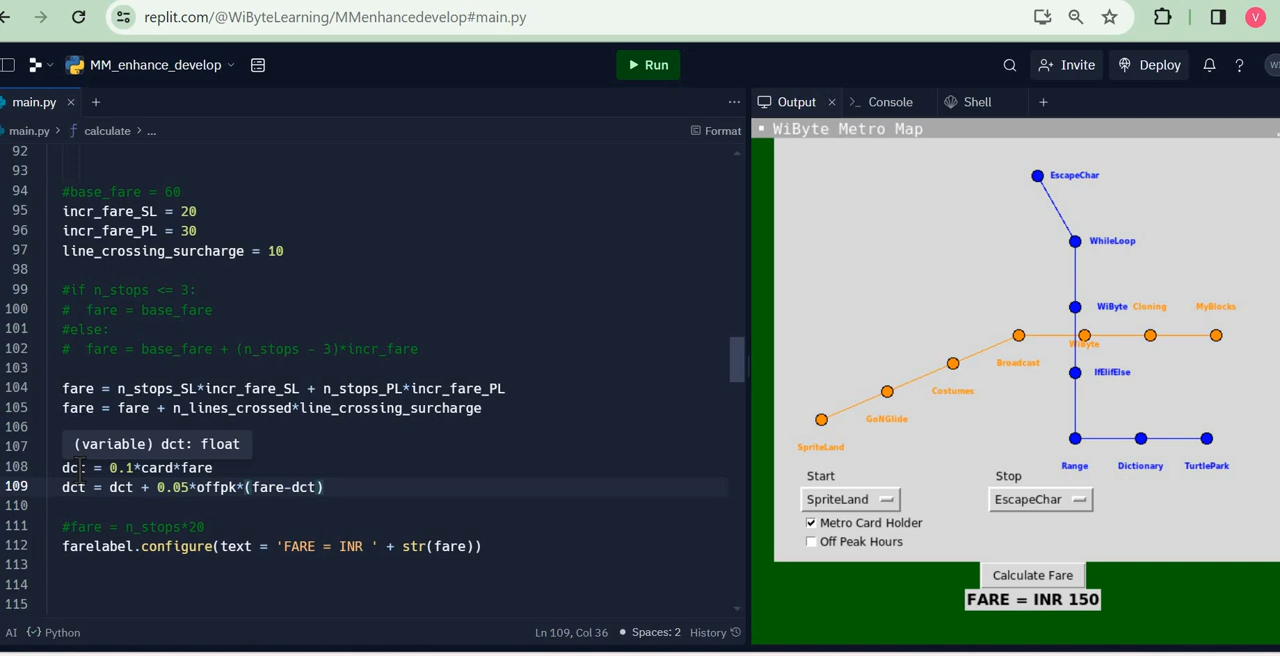 replit.com/@WiByteLearning/MMenhancedevelop#main.py
V
MM_enhance_develop
Run
Invite
Deploy
?
main.py
Output
Console
Shell
main.py > calculate > ...
Format
WiByte Metro Map
92
93
94 #base_fare = 60
95 incr_fare_SL = 20
96 incr_fare_PL = 30
97 line_crossing_surcharge = 10
98
99 #if n_stops <= 3:
100 #  fare = base_fare
101 #else:
102 #  fare = base_fare + (n_stops - 3)*incr_fare
103
104 fare = n_stops_SL*incr_fare_SL + n_stops_PL*incr_fare_PL
105 fare = fare + n_lines_crossed*line_crossing_surcharge
106
107 (variable) dct: float
108 dct = 0.1*card*fare
109 dct = dct + 0.05*offpk*(fare-dct)
110
111 #fare = n_stops*20
112 farelabel.configure(text = 'FARE = INR ' + str(fare))
113
114
115
EscapeChar
WhileLoop
WiByte Cloning MyBlocks
WiByte
Broadcast
IfElifElse
Costumes
GoNGlide
SpriteLand
Range Dictionary TurtlePark
Start Stop
SpriteLand EscapeChar
Metro Card Holder
Off Peak Hours
Calculate Fare
FARE = INR 150
AI Python
Ln 109, Col 36 Spaces: 2 History